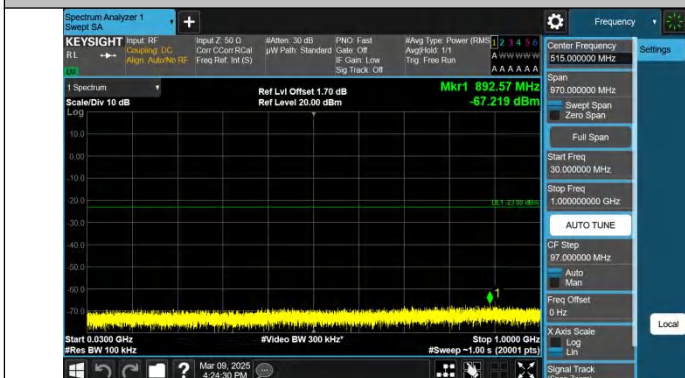 Spectrum Analyzer 1
Swept SA
Frequency
KEYSIGHT
RL
Input: RF
Coupling: DC
Align: Auto/No RF
Input Z: 50 Ω
Corr CCorr RCal
Freq Ref: Int (S)
#Atten: 30 dB
µW Path: Standard
PNO: Fast
Gate: Off
IF Gain: Low
Sig Track: Off
#Avg Type: Power (RMS)
Avg|Hold: 1/1
Trig: Free Run
1 2 3 4 5 6
A W W W W W
A A A A A A
1 Spectrum
Scale/Div 10 dB
Log
Ref Lvl Offset 1.70 dB
Ref Level 20.00 dBm
Mkr1 892.57 MHz
-67.219 dBm
10.0
0.00
-10.0
-20.0
-30.0
-40.0
-50.0
-60.0
-70.0
DL1 -23.00 dBm
1
Start 0.0300 GHz
#Res BW 100 kHz
#Video BW 300 kHz*
Stop 1.0000 GHz
#Sweep ~1.00 s (20001 pts)
Mar 09, 2025
4:24:30 PM
Center Frequency
515.000000 MHz
Span
970.000000 MHz
Swept Span
Zero Span
Full Span
Start Freq
30.000000 MHz
Stop Freq
1.000000000 GHz
AUTO TUNE
CF Step
97.000000 MHz
Auto
Man
Freq Offset
0 Hz
X Axis Scale
Log
Lin
Signal Track
Settings
Local